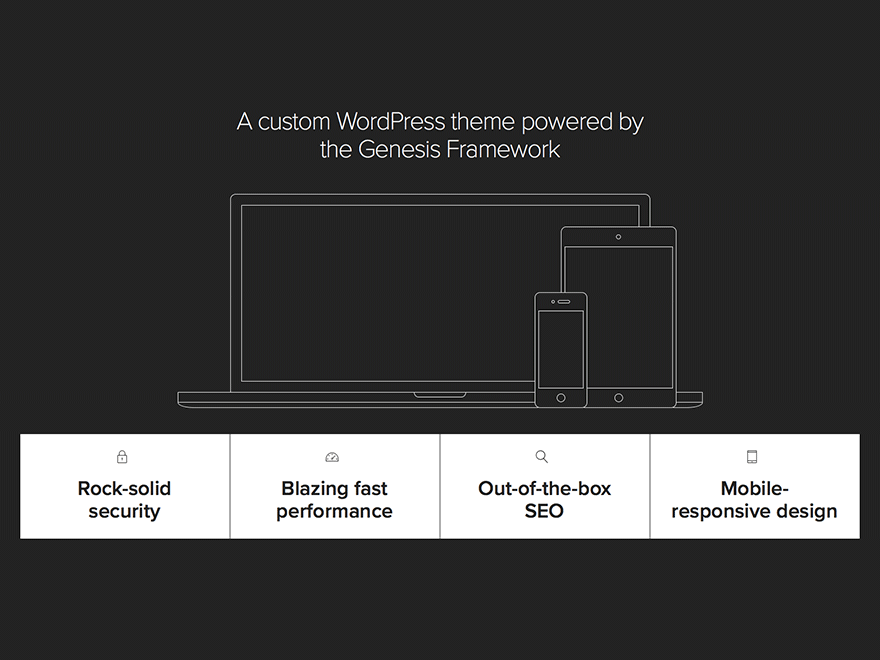 A custom WordPress theme powered by
the Genesis Framework
Rock-solid
security
Blazing fast
performance
Out-of-the-box
SEO
Mobile-
responsive design